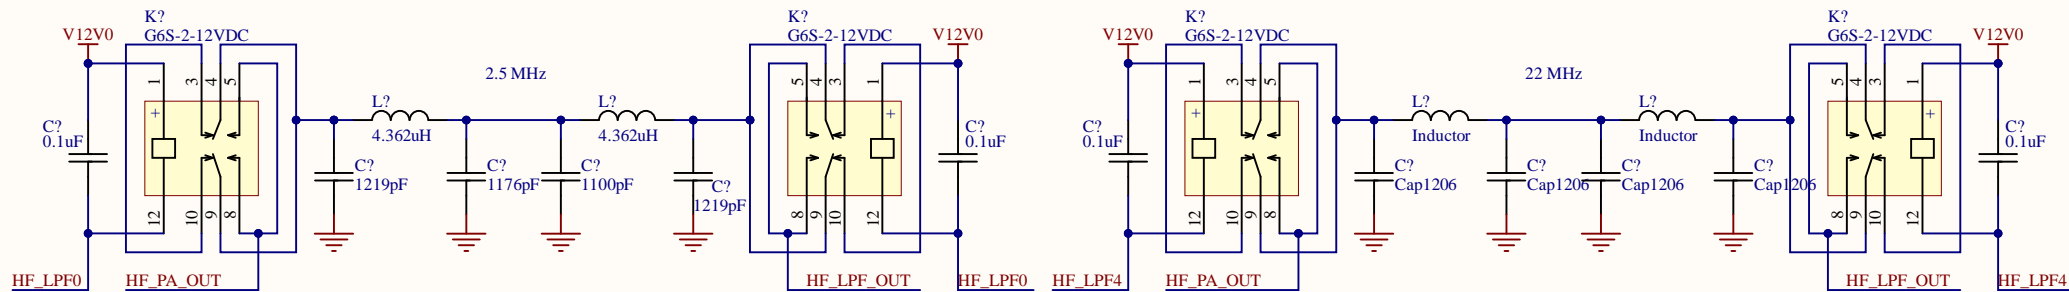 K?
G6S-2-12VDC
V12V0
1
3
4
5
+
C?
0.1uF
12
10
9
8
HF_LPF0
HF_PA_OUT
2.5 MHz
L?
4.362uH
L?
4.362uH
C?
1219pF
C?
1176pF
C?
1100pF
C?
1219pF
K?
G6S-2-12VDC
V12V0
5
4
3
1
+
C?
0.1uF
8
9
10
12
HF_LPF_OUT
HF_LPF0
K?
G6S-2-12VDC
V12V0
1
3
4
5
+
C?
0.1uF
12
10
9
8
HF_LPF4
HF_PA_OUT
22 MHz
L?
Inductor
L?
Inductor
C?
Cap1206
C?
Cap1206
C?
Cap1206
C?
Cap1206
K?
G6S-2-12VDC
V12V0
5
4
3
1
+
C?
0.1uF
8
9
10
12
HF_LPF_OUT
HF_LPF4